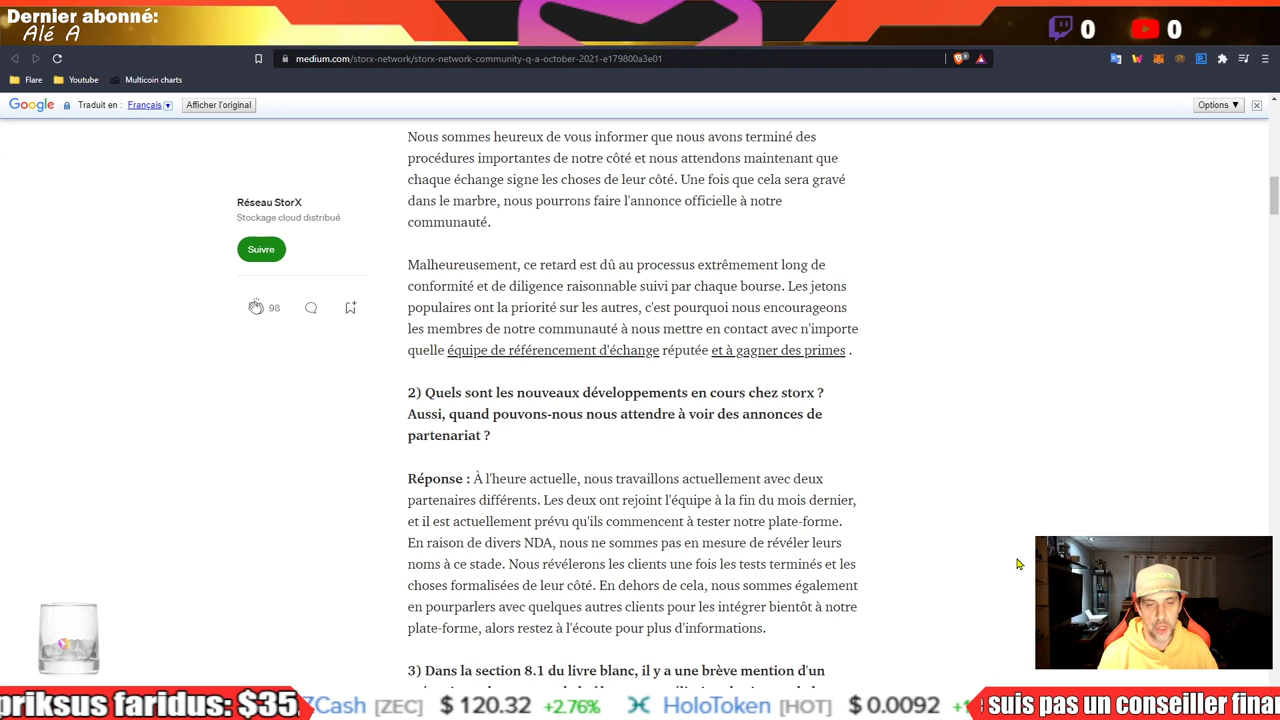 Dernier abonné:
Alé A
0
0
medium.com/storx-network/storx-network-community-q-a-october-2021-e179800a3e01
Flare
Youtube
Multicoin charts
Google
Traduit en :
Français
Afficher l'original
Options ▼
Nous sommes heureux de vous informer que nous avons terminé des
procédures importantes de notre côté et nous attendons maintenant que
chaque échange signe les choses de leur côté. Une fois que cela sera gravé
dans le marbre, nous pourrons faire l'annonce officielle à notre
communauté.
Réseau StorX
Stockage cloud distribué
Suivre
98
Malheureusement, ce retard est dû au processus extrêmement long de
conformité et de diligence raisonnable suivi par chaque bourse. Les jetons
populaires ont la priorité sur les autres, c'est pourquoi nous encourageons
les membres de notre communauté à nous mettre en contact avec n'importe
quelle équipe de référencement d'échange réputée et à gagner des primes .
2) Quels sont les nouveaux développements en cours chez storx ?
Aussi, quand pouvons-nous nous attendre à voir des annonces de
partenariat ?
Réponse : À l'heure actuelle, nous travaillons actuellement avec deux
partenaires différents. Les deux ont rejoint l'équipe à la fin du mois dernier,
et il est actuellement prévu qu'ils commencent à tester notre plate-forme.
En raison de divers NDA, nous ne sommes pas en mesure de révéler leurs
noms à ce stade. Nous révélerons les clients une fois les tests terminés et les
choses formalisées de leur côté. En dehors de cela, nous sommes également
en pourparlers avec quelques autres clients pour les intégrer bientôt à notre
plate-forme, alors restez à l'écoute pour plus d'informations.
3) Dans la section 8.1 du livre blanc, il y a une brève mention d'un
priksus faridus: $35
ZCash [ZEC] $ 120.32 +2.76%
HoloToken [HOT] $ 0.0092
suis pas un conseiller final